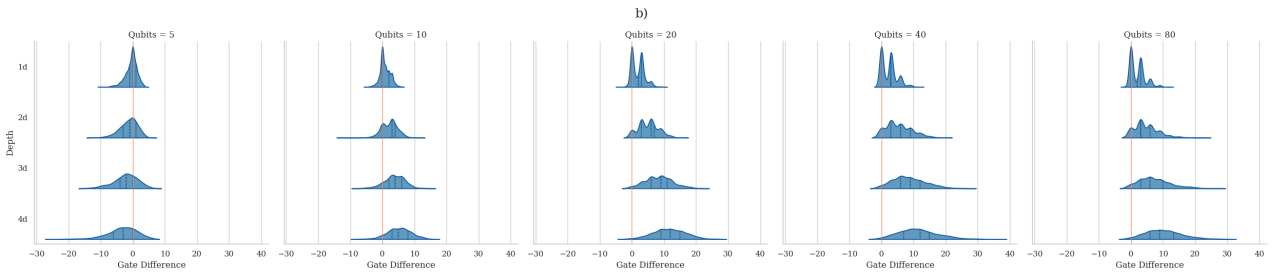 b)
Qubits = 5
Qubits = 10
Qubits = 20
Qubits = 40
Qubits = 80
Depth
1d
2d
3d
4d
−30 −20 −10 0 10 20 30 40
−30 −20 −10 0 10 20 30 40
−30 −20 −10 0 10 20 30 40
−30 −20 −10 0 10 20 30 40
−30 −20 −10 0 10 20 30 40
Gate Difference
Gate Difference
Gate Difference
Gate Difference
Gate Difference